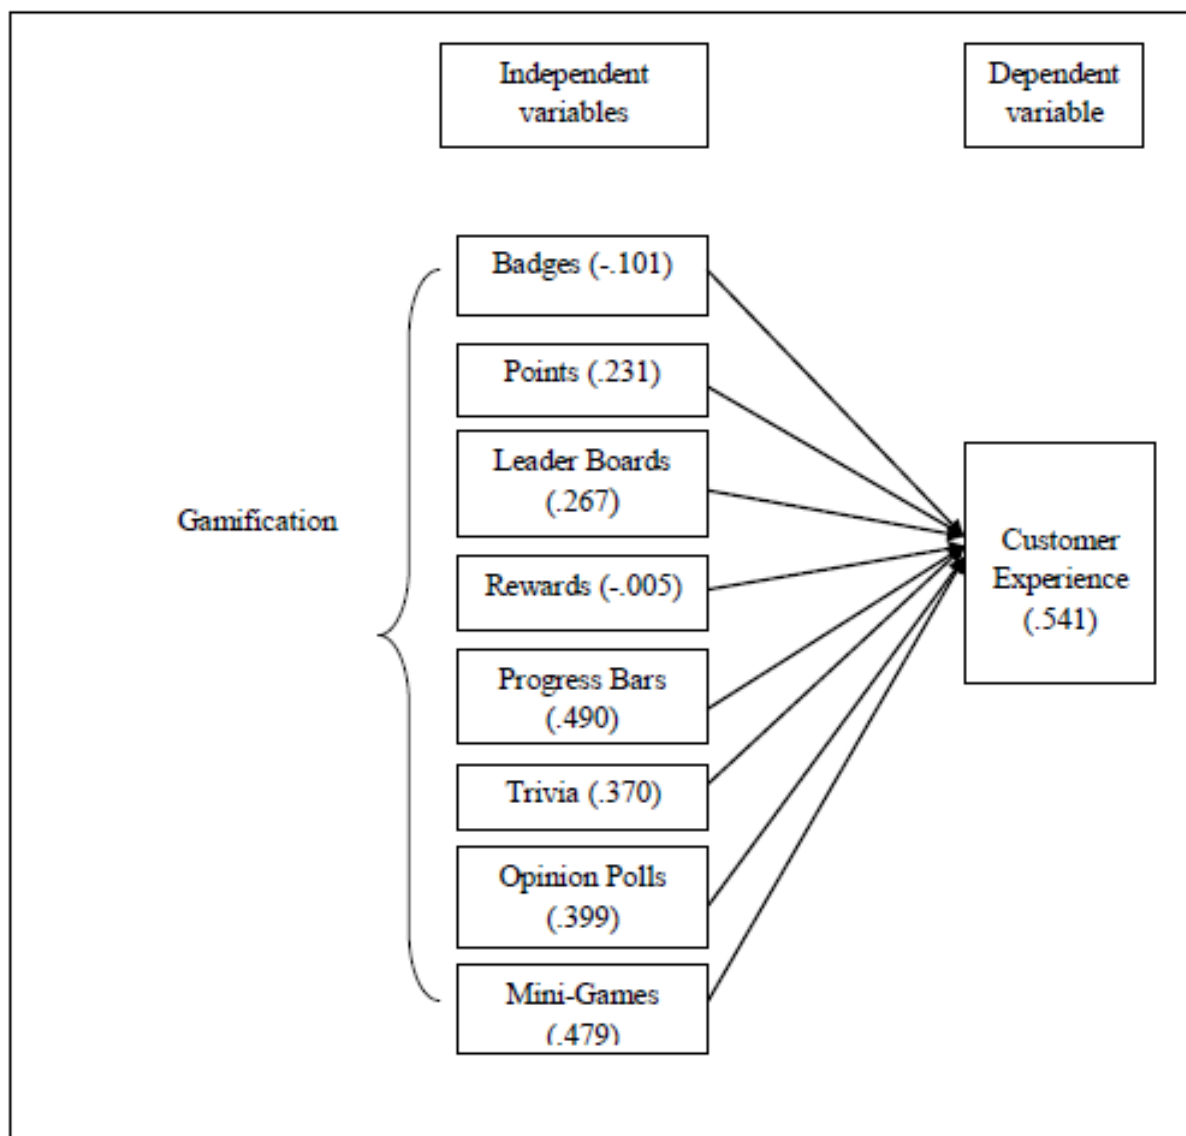 Independent
variables
Dependent
variable
Badges (-.101)
Points (.231)
Leader Boards
(.267)
Gamification
Rewards (-.005)
Customer
Experience
(.541)
Progress Bars
(.490)
Trivia (.370)
Opinion Polls
(.399)
Mini-Games
(.479)